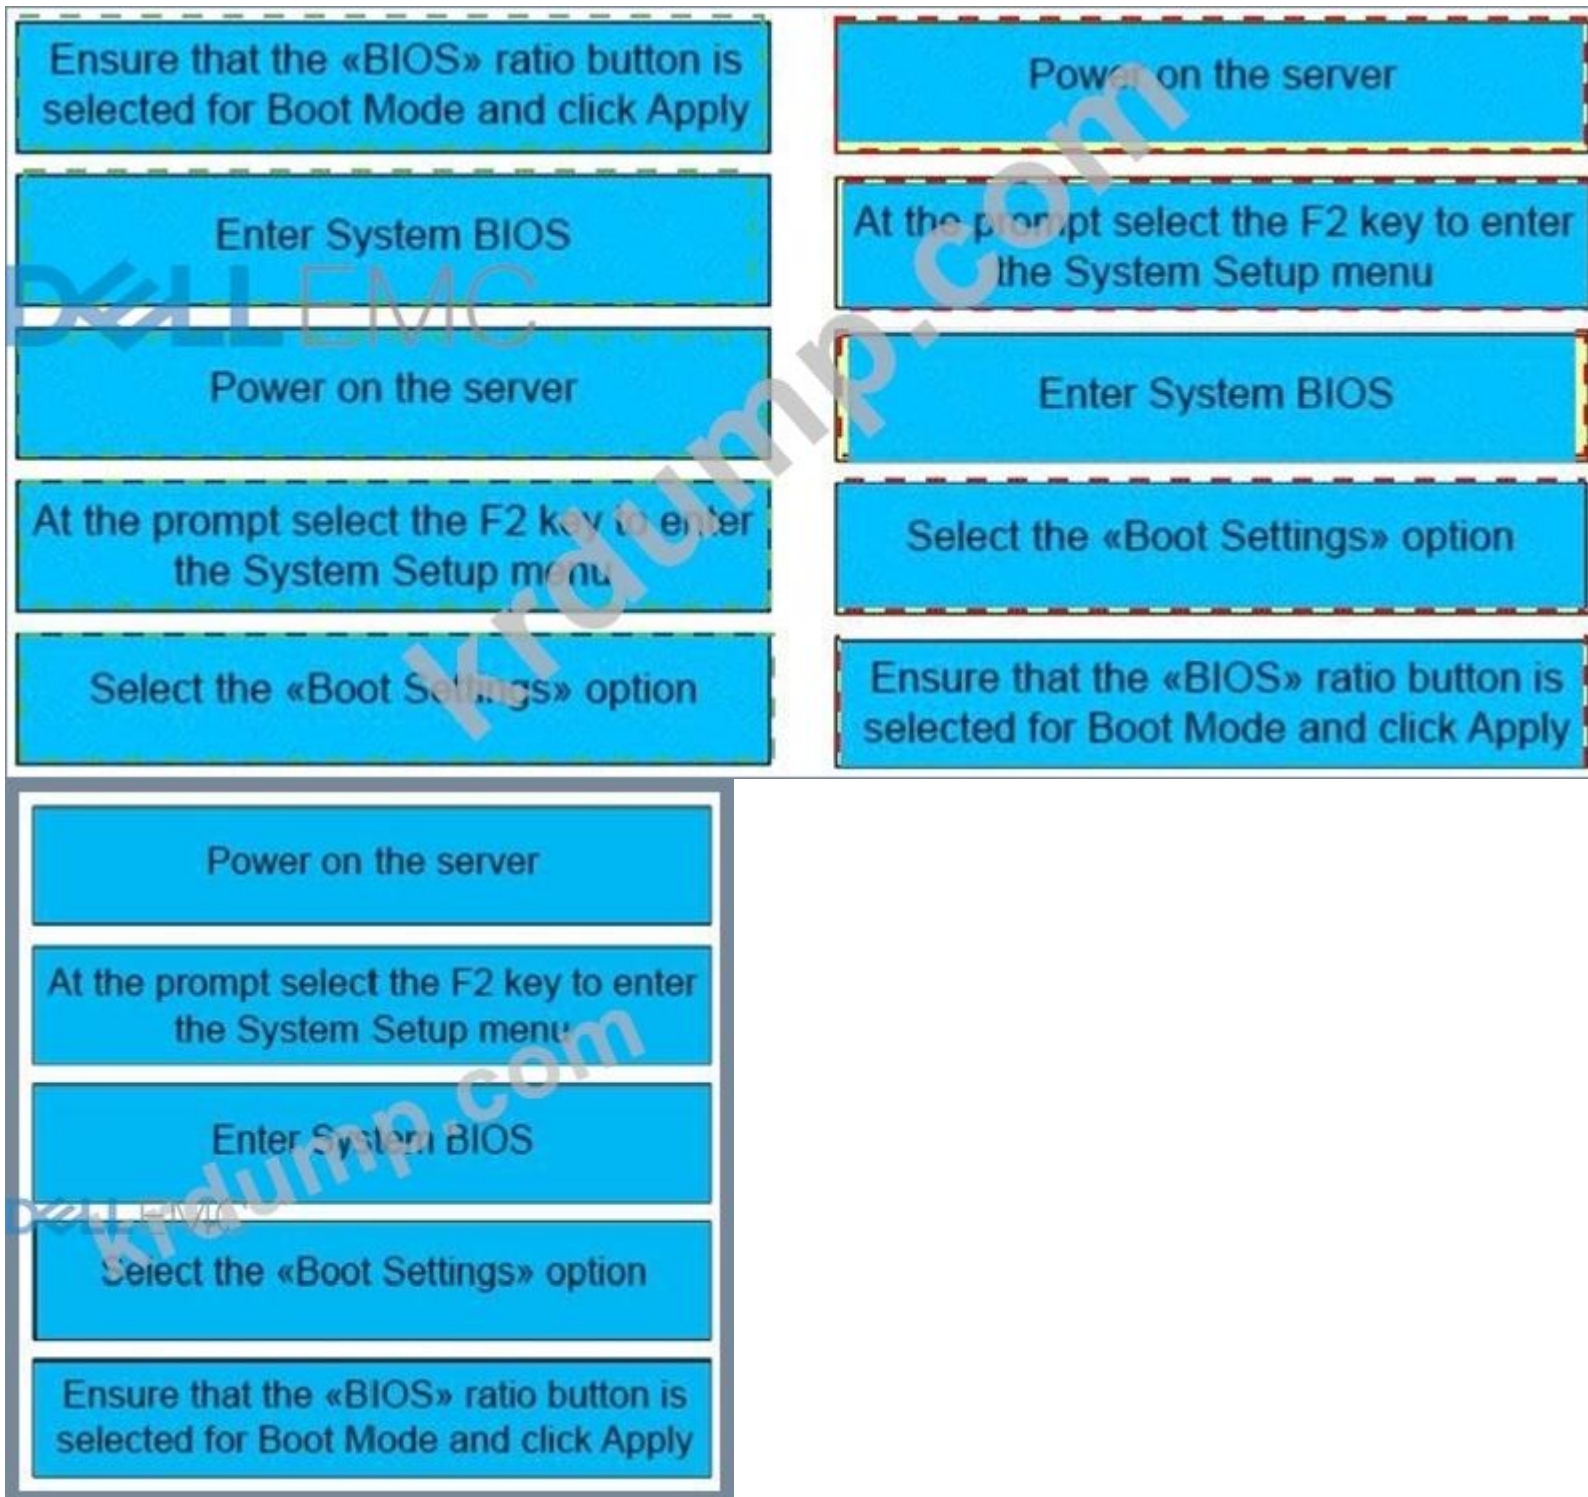 Ensure that the «BIOS» ratio button is
selected for Boot Mode and click Apply
Enter System BIOS
Power on the server
At the prompt select the F2 key to enter
the System Setup menu
Select the «Boot Settings» option
Power on the server
At the prompt select the F2 key to enter
the System Setup menu
Enter System BIOS
Select the «Boot Settings» option
Ensure that the «BIOS» ratio button is
selected for Boot Mode and click Apply
DELL EMC
krdump.com
Power on the server
At the prompt select the F2 key to enter
the System Setup menu
Enter System BIOS
Select the «Boot Settings» option
Ensure that the «BIOS» ratio button is
selected for Boot Mode and click Apply
DELL EMC
krdump.com